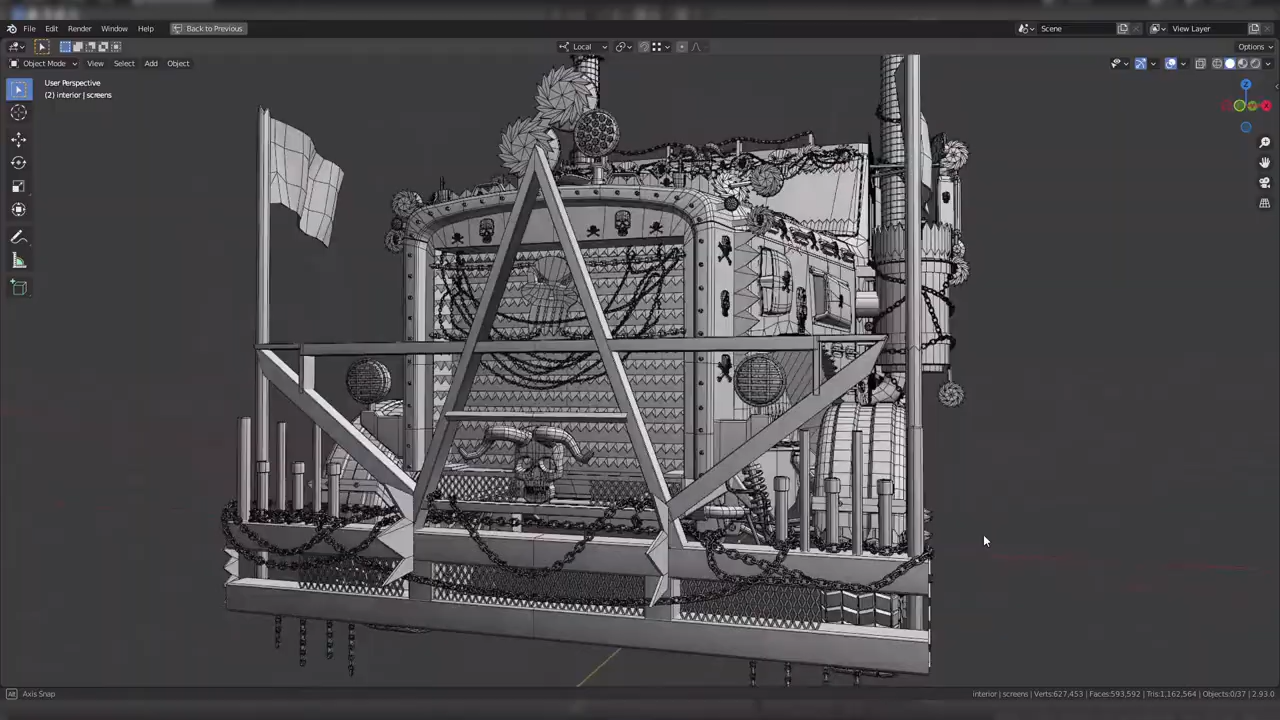 File Edit Render Window Help Back to Previous Scene View Layer
Local Options
Object Mode View Select Add Object
User Perspective
(2) interior | screens
Z
X
Alt Axis Snap interior | screens | Verts:627,453 | Faces:593,592 | Tris:1,162,564 | Objects:0/37 | 2.93.0